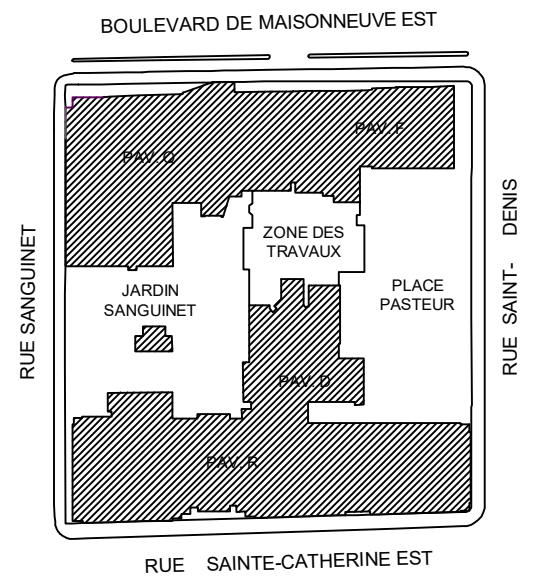 BOULEVARD DE MAISONNEUVE EST
PAV. Q
PAV. F
RUE SANGUINET
ZONE DES
TRAVAUX
JARDIN
SANGUINET
PLACE
PASTEUR
RUE SAINT- DENIS
PAV. D
PAV. R
RUE SAINTE-CATHERINE EST